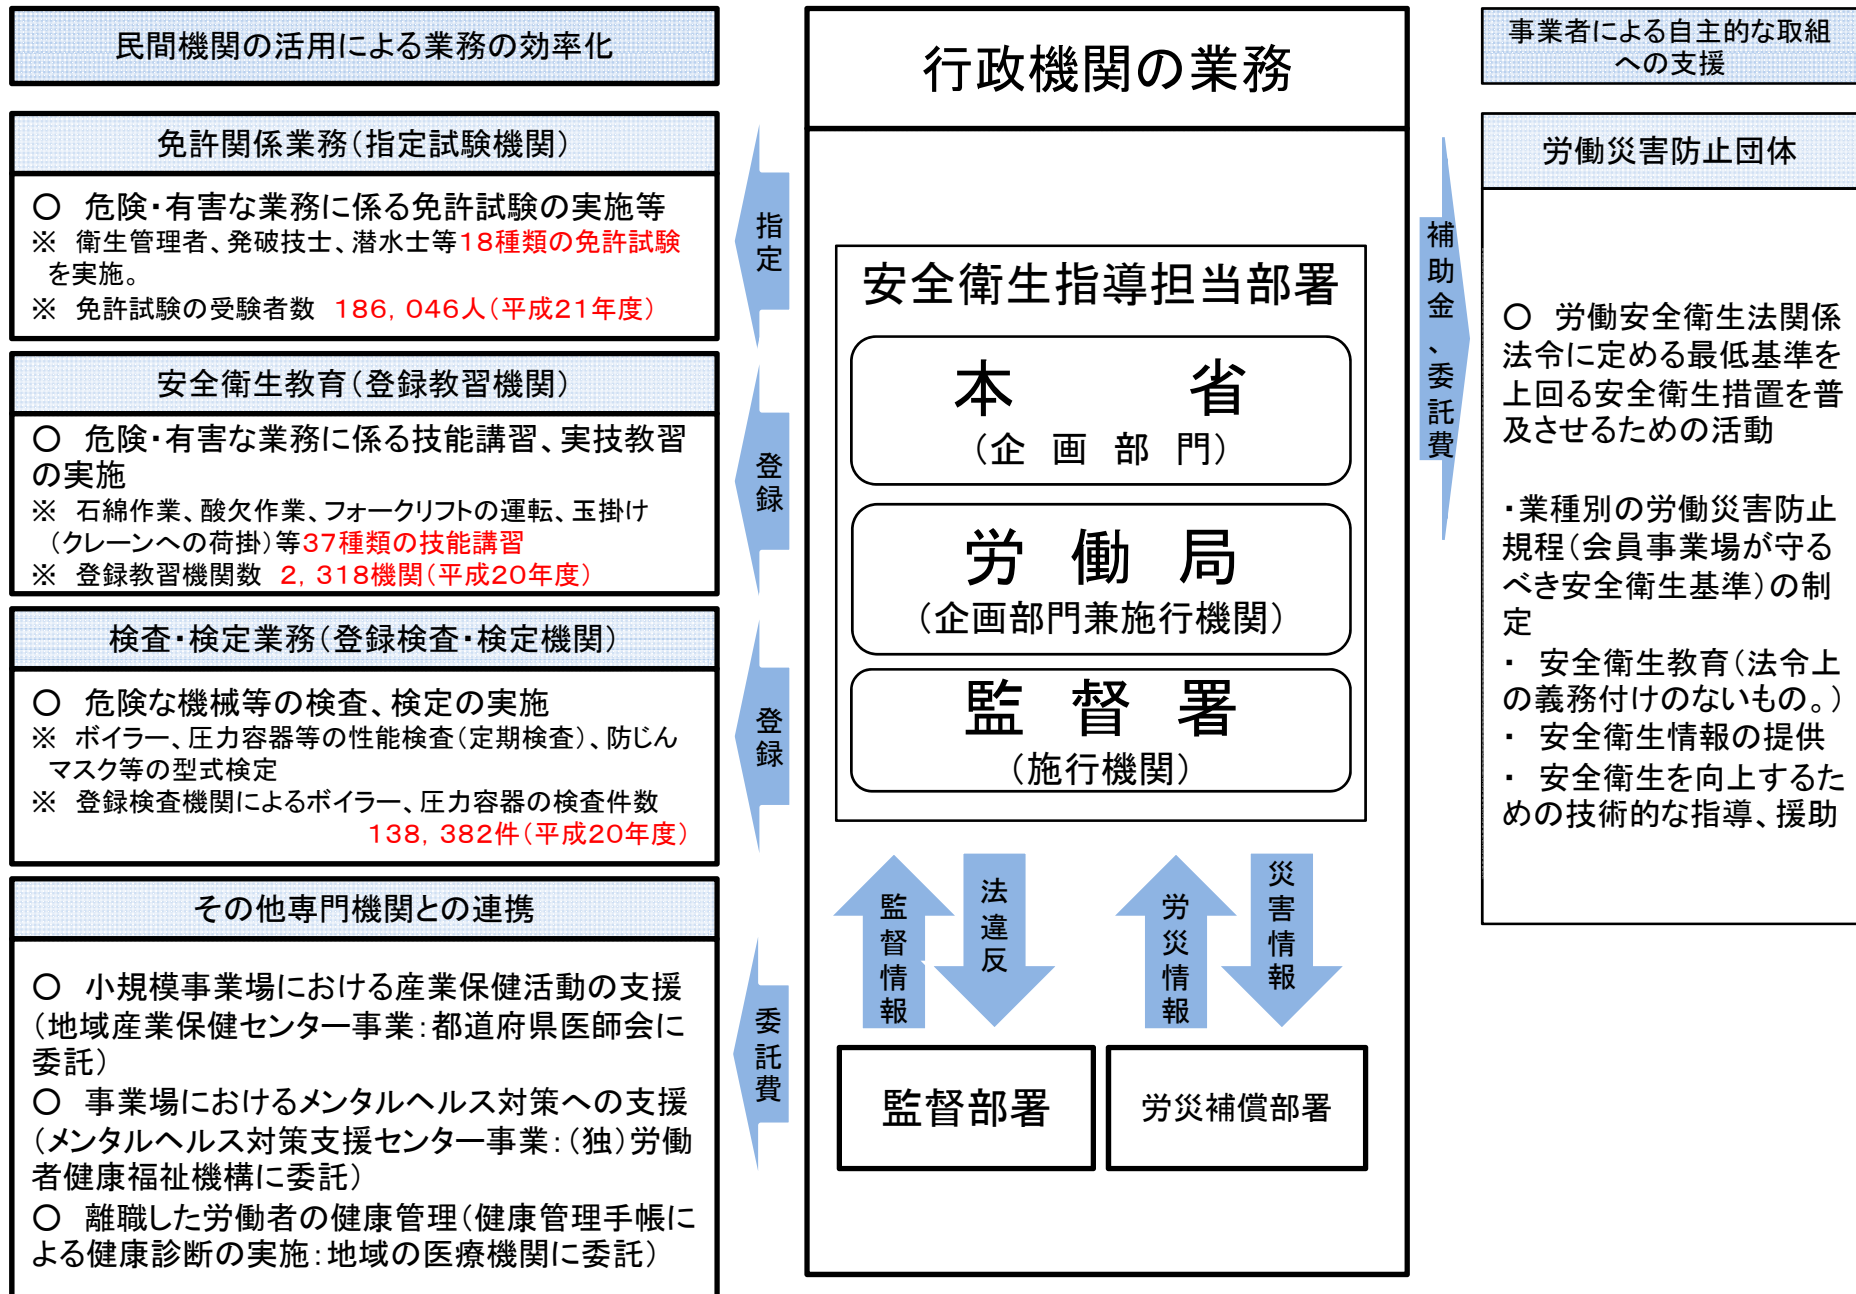 民間機関の活用による業務の効率化
免許関係業務(指定試験機関)
○ 危険・有害な業務に係る免許試験の実施等
※ 衛生管理者、発破技士、潜水士等18種類の免許試験
を実施。
※ 免許試験の受験者数 186,046人(平成21年度)
安全衛生教育(登録教習機関)
○ 危険・有害な業務に係る技能講習、実技教習
の実施
※ 石綿作業、酸欠作業、フォークリフトの運転、玉掛け
(クレーンへの荷掛)等37種類の技能講習
※ 登録教習機関数 2,318機関(平成20年度)
検査・検定業務(登録検査・検定機関)
○ 危険な機械等の検査、検定の実施
※ ボイラー、圧力容器等の性能検査(定期検査)、防じん
マスク等の型式検定
※ 登録検査機関によるボイラー、圧力容器の検査件数
138,382件(平成20年度)
その他専門機関との連携
○ 小規模事業場における産業保健活動の支援
(地域産業保健センター事業:都道府県医師会に
委託)
○ 事業場におけるメンタルヘルス対策への支援
(メンタルヘルス対策支援センター事業:(独)労働
者健康福祉機構に委託)
○ 離職した労働者の健康管理(健康管理手帳に
よる健康診断の実施:地域の医療機関に委託)
指定
登録
登録
委託費
行政機関の業務
安全衛生指導担当部署
本 省
(企 画 部 門)
労 働 局
(企画部門兼施行機関)
監 督 署
(施行機関)
監督情報
法違反
労災情報
災害情報
監督部署
労災補償部署
補助金、委託費
事業者による自主的な取組
への支援
労働災害防止団体
○ 労働安全衛生法関係
法令に定める最低基準を
上回る安全衛生措置を普
及させるための活動
・業種別の労働災害防止
規程(会員事業場が守る
べき安全衛生基準)の制
定
・ 安全衛生教育(法令上
の義務付けのないもの。)
・ 安全衛生情報の提供
・ 安全衛生を向上するた
めの技術的な指導、援助